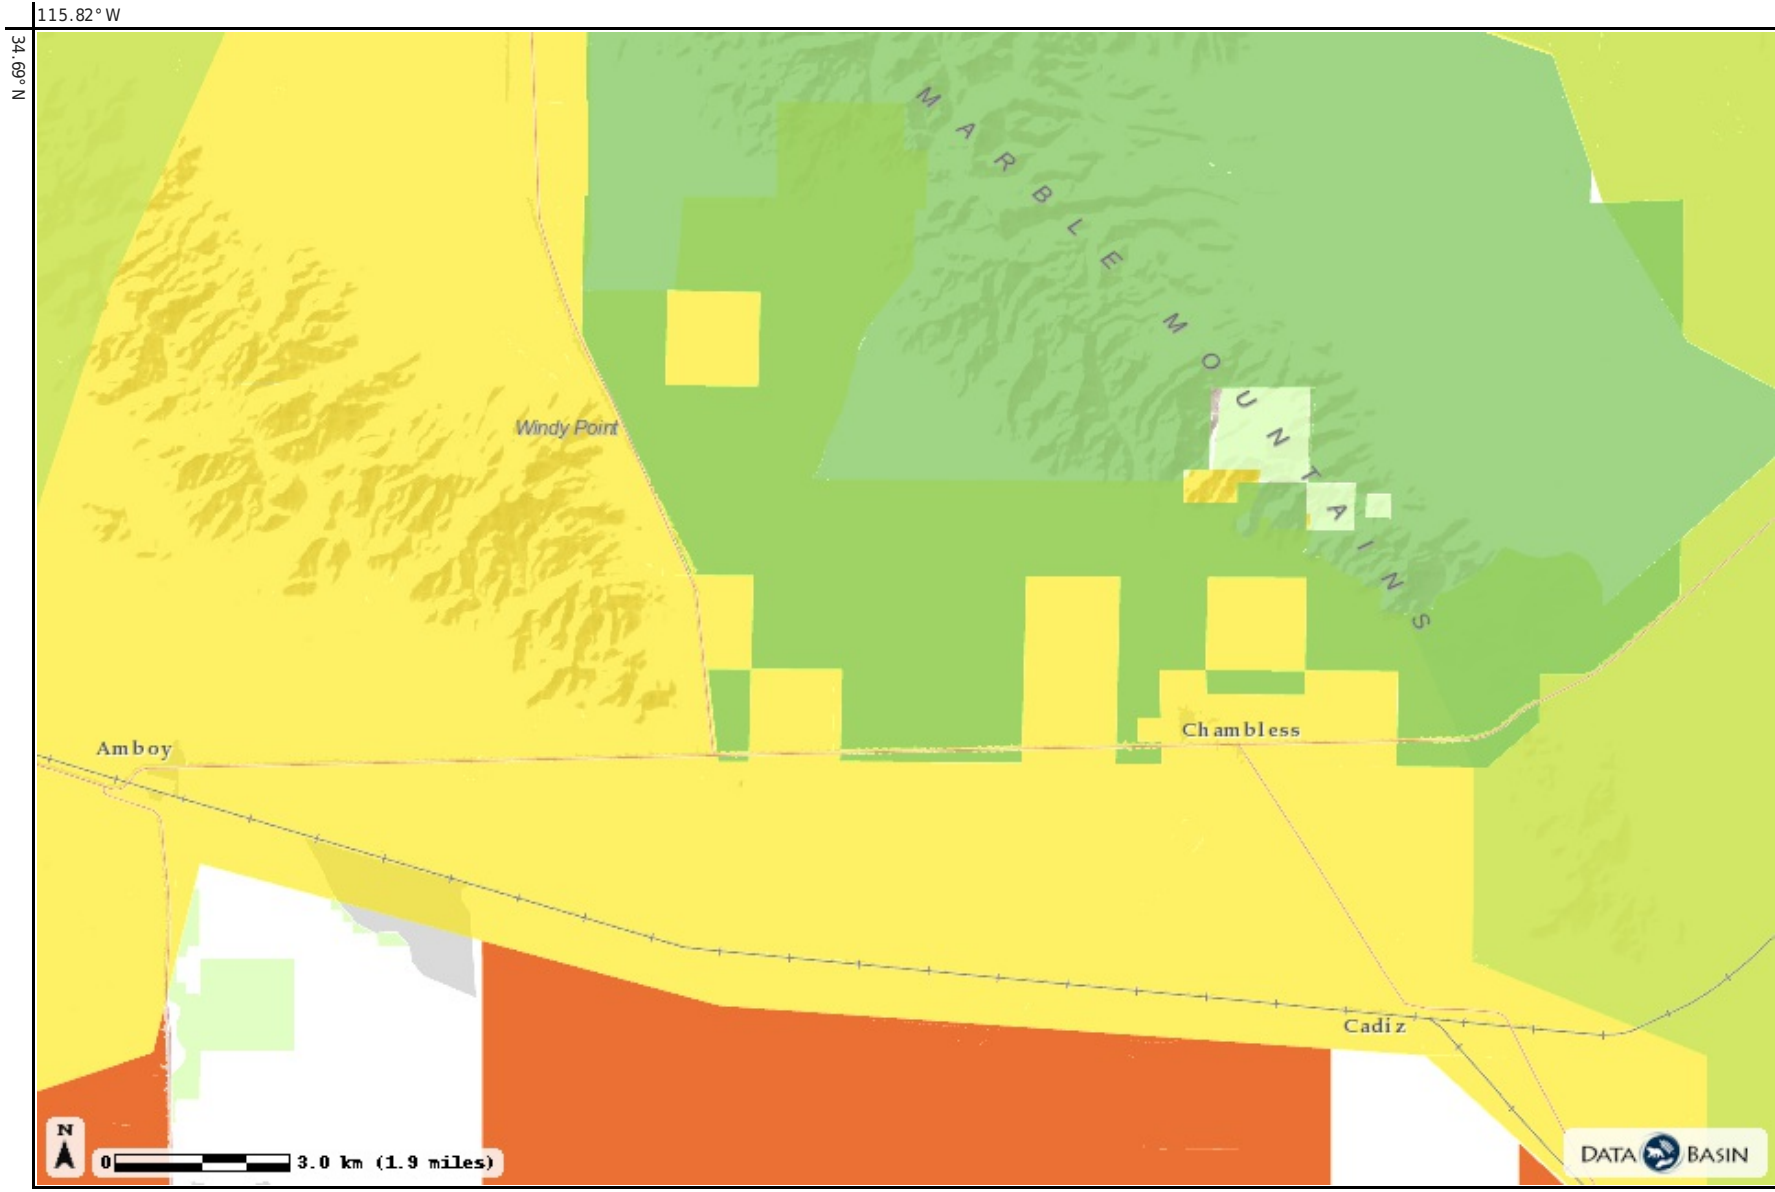 115.82° W
34.69° N
MARBLE MOUNTAINS
Windy Point
Chambless
Amboy
Cadiz
N
0 3.0 km (1.9 miles)
DATA BASIN